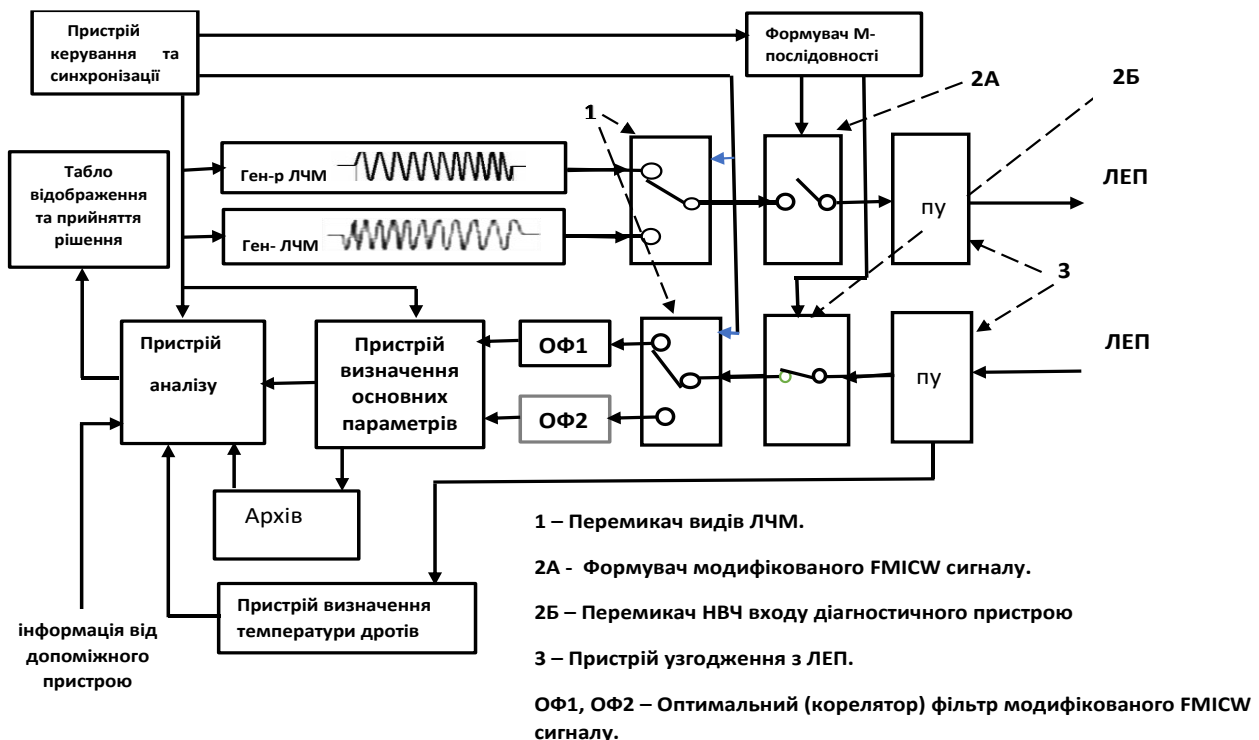 Пристрій
керування та
синхронізації
Формувач М-
послідовності
2А
2Б
1
Табло
відображення
та прийняття
рішення
Ген-р ЛЧМ
Ген- ЛЧМ
пу
ЛЕП
3
Пристрій
аналізу
Пристрій
визначення
основних
параметрів
ОФ1
ОФ2
пу
ЛЕП
Архів
Пристрій визначення
температури дротів
інформація від
допоміжного
пристрою
1 – Перемикач видів ЛЧМ.
2А - Формувач модифікованого FMICW сигналу.
2Б – Перемикач НВЧ входу діагностичного пристрою
3 – Пристрій узгодження з ЛЕП.
ОФ1, ОФ2 – Оптимальний (корелятор) фільтр модифікованого FMICW
сигналу.